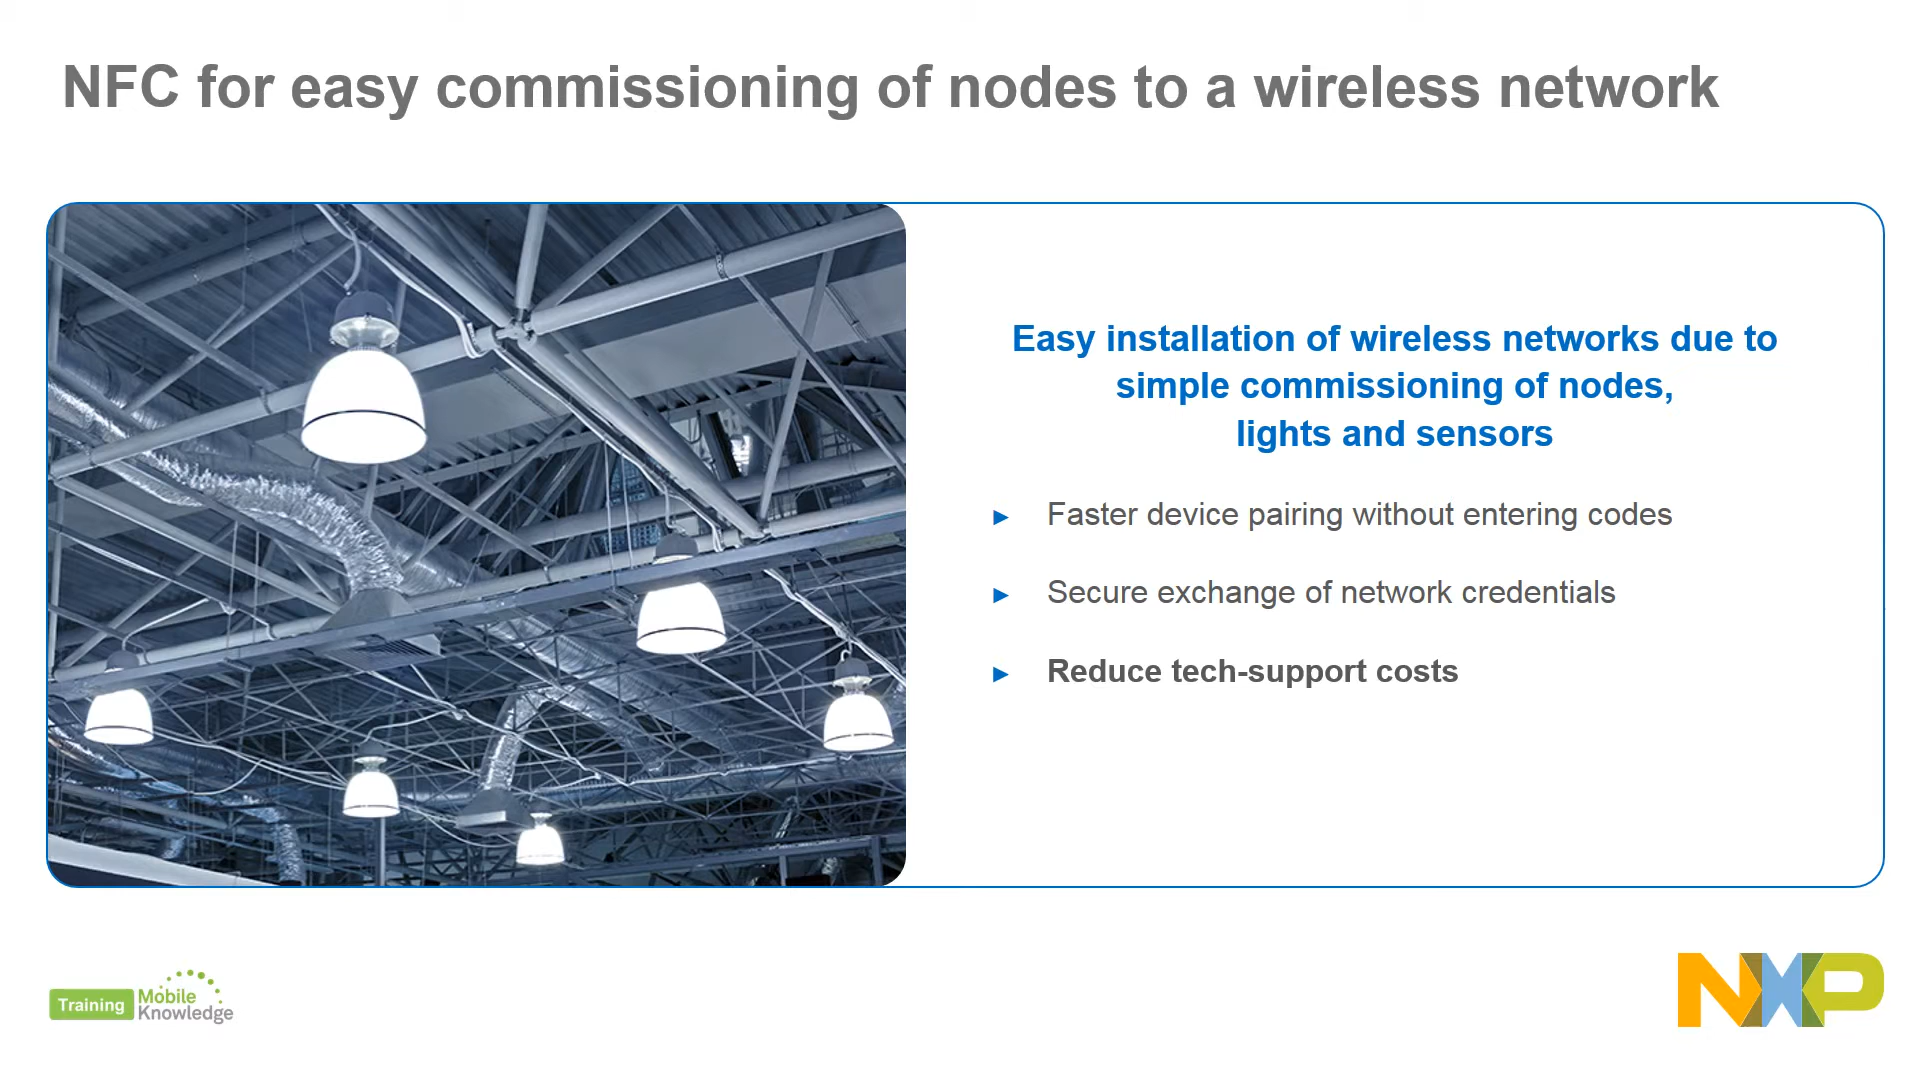 NFC for easy commissioning of nodes to a wireless network
Easy installation of wireless networks due to
simple commissioning of nodes,
lights and sensors
► Faster device pairing without entering codes
► Secure exchange of network credentials
► Reduce tech-support costs
Training
Mobile
Knowledge
NXP